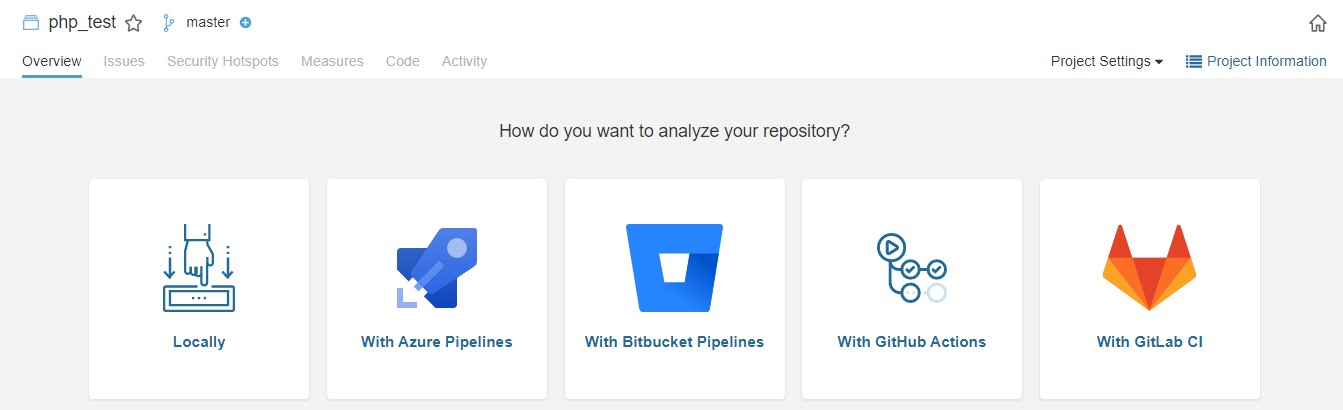 php_test master
Overview Issues Security Hotspots Measures Code Activity Project Settings Project Information
How do you want to analyze your repository?
Locally With Azure Pipelines With Bitbucket Pipelines With GitHub Actions With GitLab CI